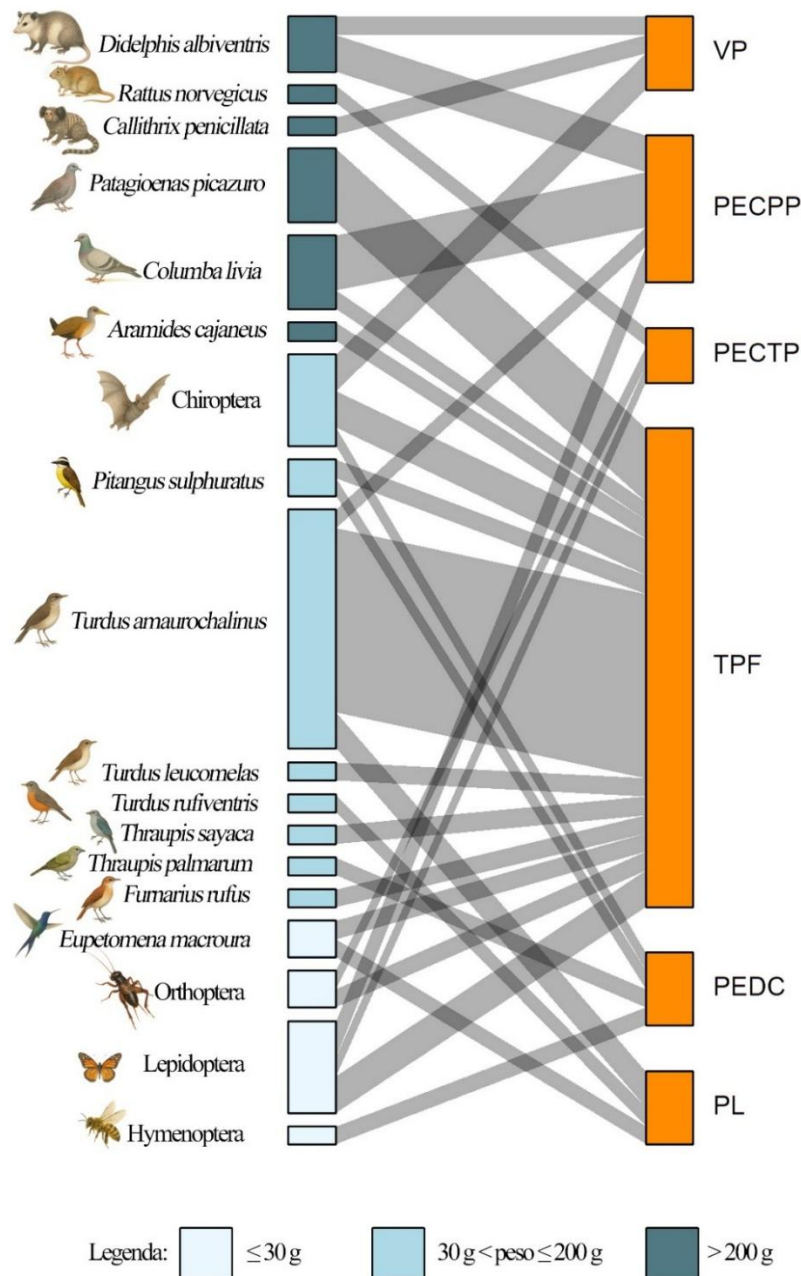 Didelphis albiventris
VP
Rattus norvegicus
Callithrix penicillata
Patagioenas picazuro
PECPP
Columba livia
Aramides cajaneus
PECTP
Chiroptera
Pitangus sulphuratus
Turdus amaurochalinus
TPF
Turdus leucomelas
Turdus rufiventris
Thraupis sayaca
Thraupis palmarum
Furnarius rufus
Eupetomena macroura
Orthoptera
PEDC
Lepidoptera
PL
Hymenoptera
Legenda: ≤ 30 g 30 g < peso ≤ 200 g > 200 g